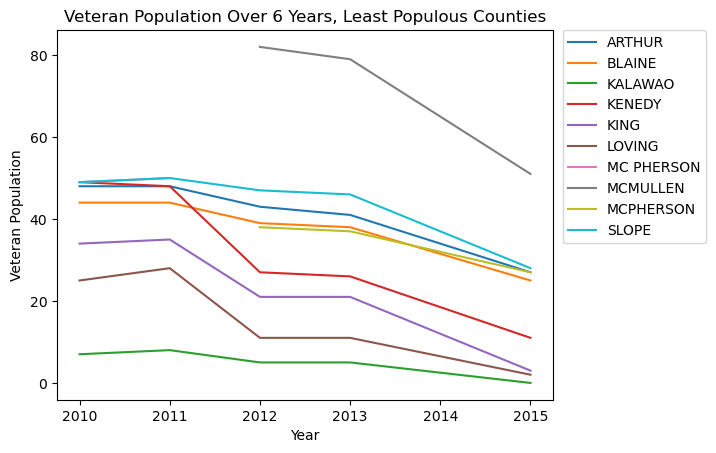 Veteran Population Over 6 Years, Least Populous Counties
Veteran Population
80
60
40
20
0
2010
2011
2012
2013
2014
2015
Year
ARTHUR
BLAINE
KALAWAO
KENEDY
KING
LOVING
MC PHERSON
MCMULLEN
MCPHERSON
SLOPE